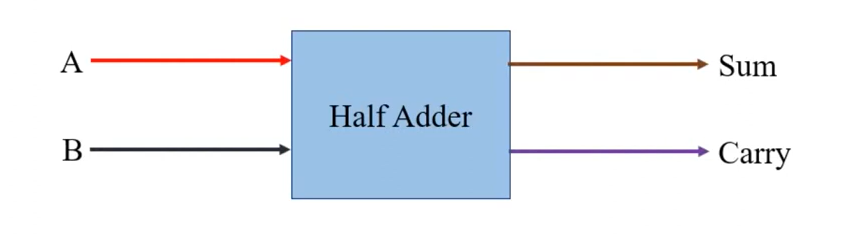 A
Sum
Half Adder
B
Carry